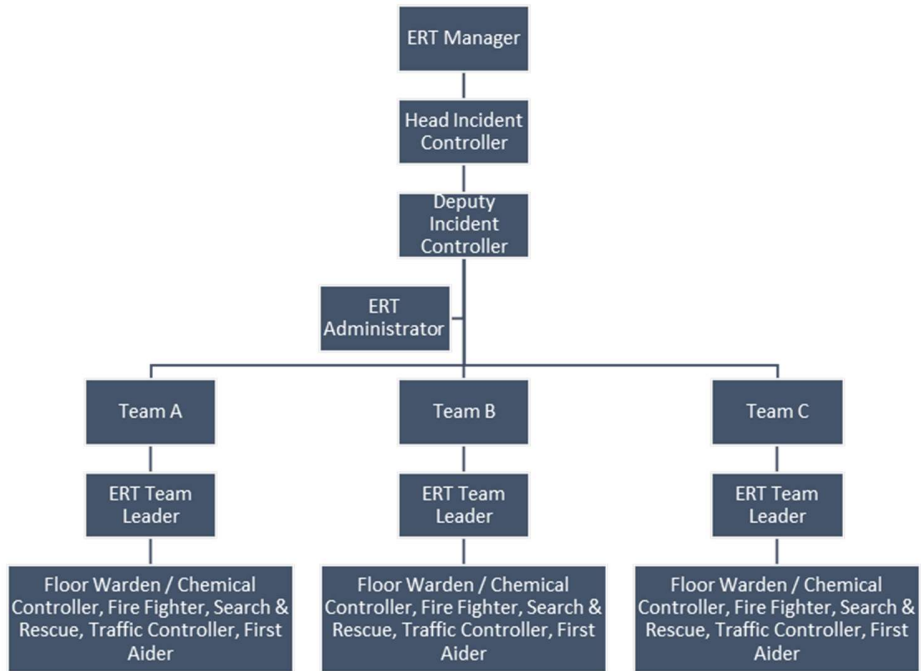 ERT Manager
Head Incident
Controller
Deputy
Incident
Controller
ERT
Administrator
Team A
Team B
Team C
ERT Team
Leader
ERT Team
Leader
ERT Team
Leader
Floor Warden / Chemical
Controller, Fire Fighter, Search &
Rescue, Traffic Controller, First
Aider
Floor Warden / Chemical
Controller, Fire Fighter, Search &
Rescue, Traffic Controller, First
Aider
Floor Warden / Chemical
Controller, Fire Fighter, Search &
Rescue, Traffic Controller, First
Aider